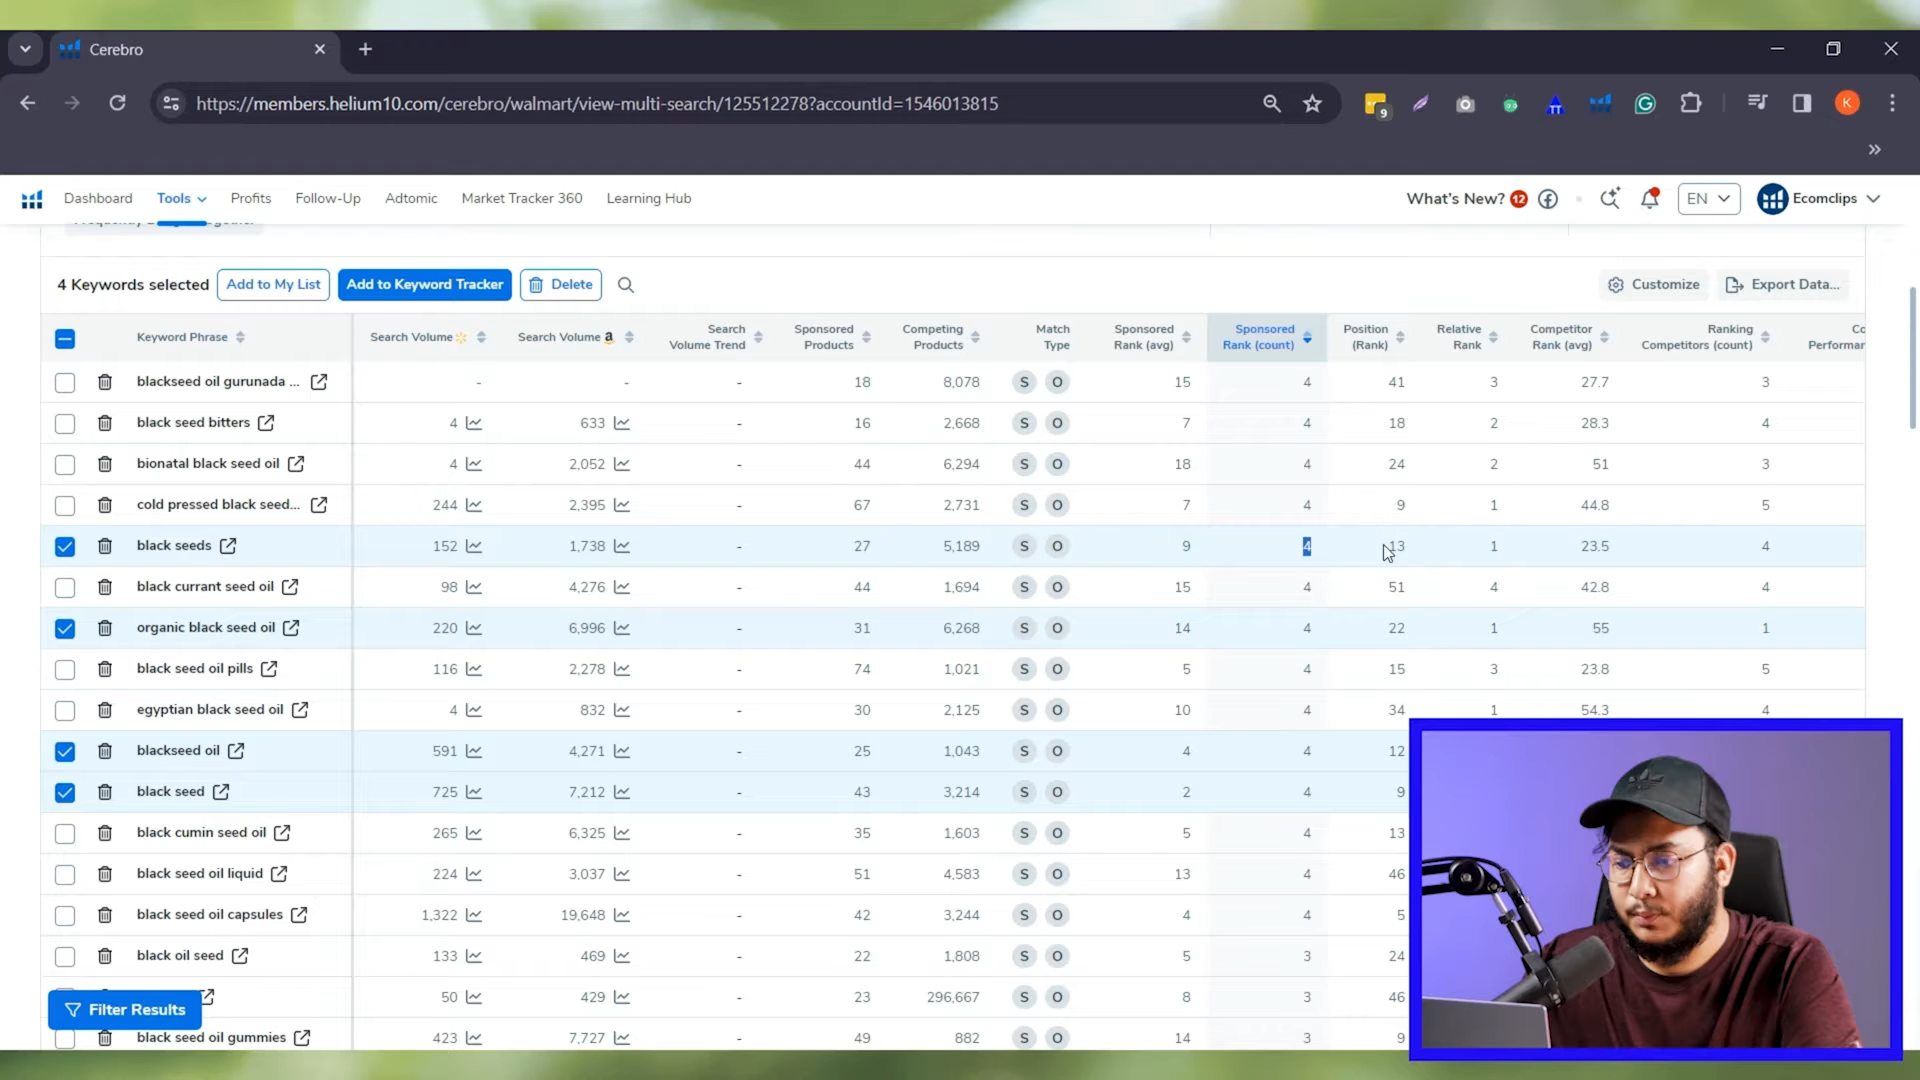 Cerebro
https://members.helium10.com/cerebro/walmart/view-multi-search/125512278?accountId=1546013815
9
K
Dashboard Tools Profits Follow-Up Adtomic Market Tracker 360 Learning Hub
What's New? 12 EN Ecomclips
4 Keywords selected Add to My List Add to Keyword Tracker Delete Customize Export Data...
Keyword Phrase Search Volume Search Volume a Search Volume Trend Sponsored Products Competing Products Match Type Sponsored Rank (avg) Sponsored Rank (count) Position (Rank) Relative Rank Competitor Rank (avg) Ranking Competitors (count)
blackseed oil gurunada ... - - - 18 8,078 S O 15 4 41 3 27.7 3
black seed bitters 4 633 - 16 2,668 S O 7 4 18 2 28.3 4
bionatal black seed oil 4 2,052 - 44 6,294 S O 18 4 24 2 51 3
cold pressed black seed... 244 2,395 - 67 2,731 S O 7 4 9 1 44.8 5
black seeds 152 1,738 - 27 5,189 S O 9 4 13 1 23.5 4
black currant seed oil 98 4,276 - 44 1,694 S O 15 4 51 4 42.8 4
organic black seed oil 220 6,996 - 31 6,268 S O 14 4 22 1 55 1
black seed oil pills 116 2,278 - 74 1,021 S O 5 4 15 3 23.8 5
egyptian black seed oil 4 832 - 30 2,125 S O 10 4 34 1 54.3 4
blackseed oil 591 4,271 - 25 1,043 S O 4 4 12
black seed 725 7,212 - 43 3,214 S O 2 4 9
black cumin seed oil 265 6,325 - 35 1,603 S O 5 4 13
black seed oil liquid 224 3,037 - 51 4,583 S O 13 4 46
black seed oil capsules 1,322 19,648 - 42 3,244 S O 4 4 5
black oil seed 133 469 - 22 1,808 S O 5 3 24
50 429 - 23 296,667 S O 8 3 46
Filter Results
black seed oil gummies 423 7,727 - 49 882 S O 14 3 9